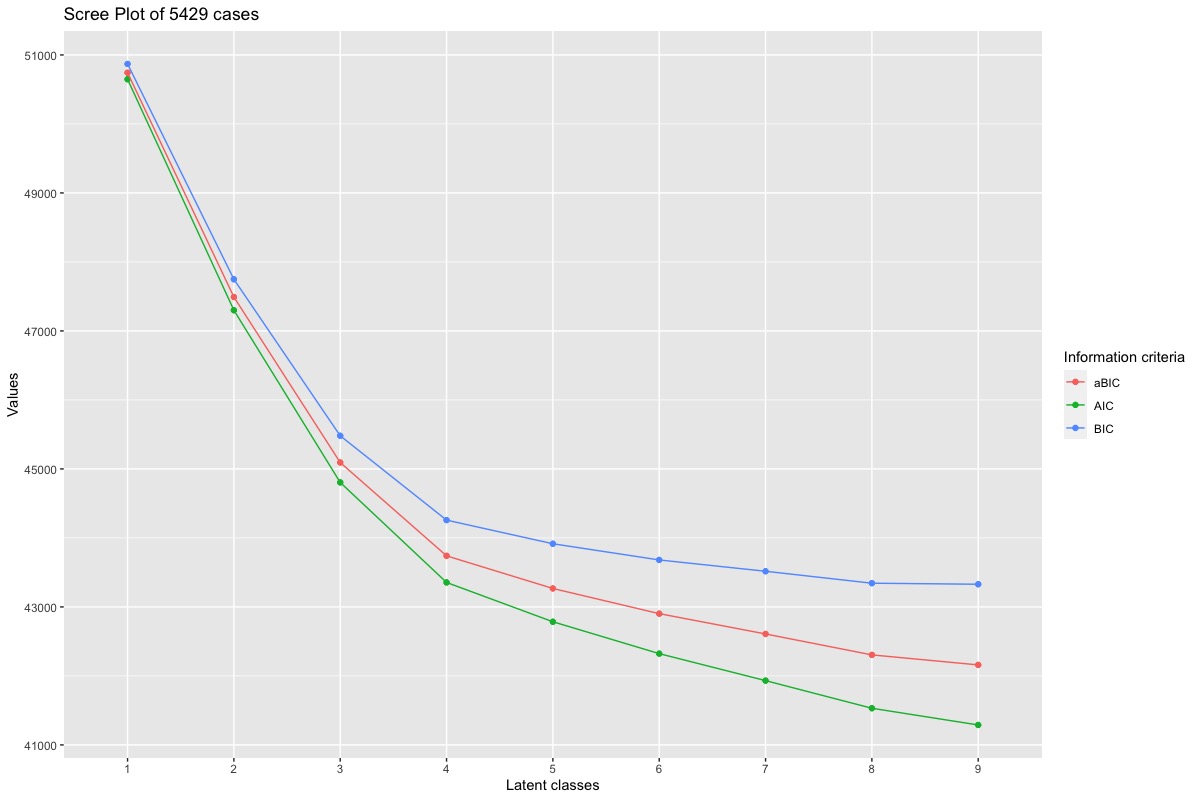 Scree Plot of 5429 cases
51000
49000
47000
45000
43000
41000
Values
1 2 3 4 5 6 7 8 9
Latent classes
Information criteria
aBIC
AIC
BIC